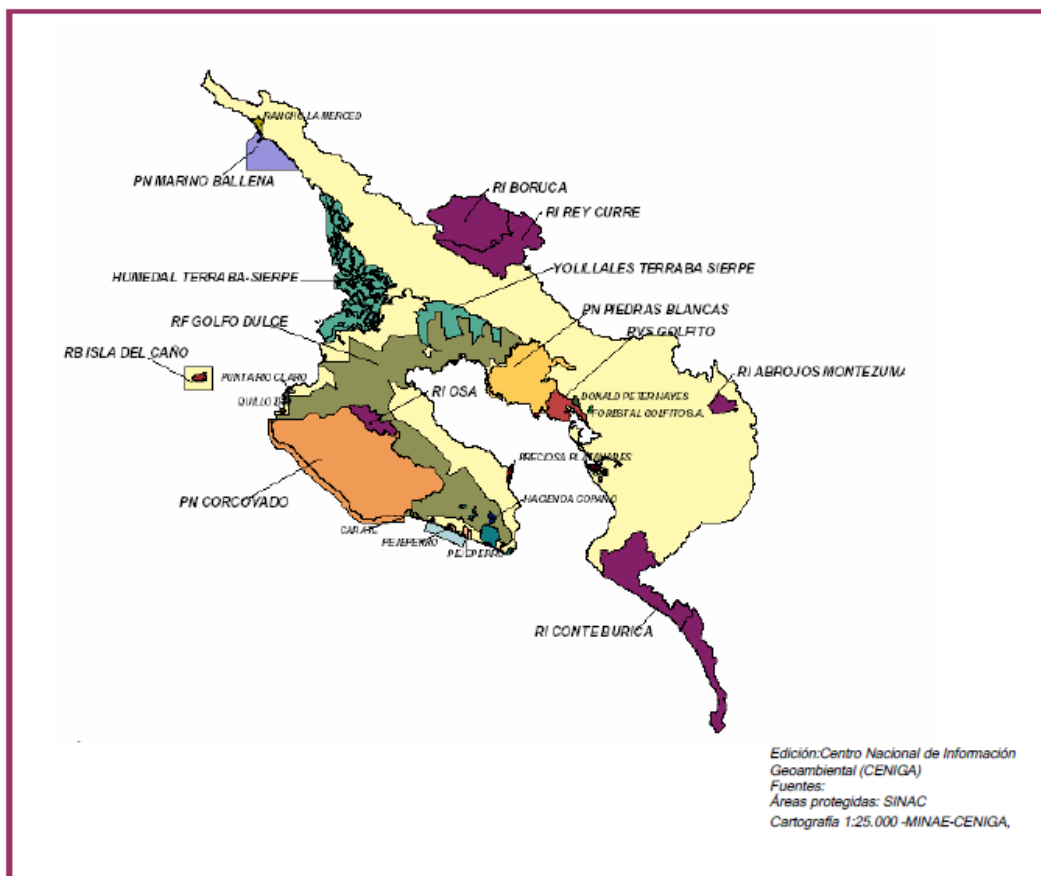 RANCHO LA MERCED
PN MARINO BALLENA
RI BORUCA
RI REY CURRE
HUMEDAL TERRABA-SIERPE
YOLILLALES TERRABA SIERPE
PN PIEDRAS BLANCAS
RF GOLFO DULCE
RVS GOLFITO
RB ISLA DEL CAÑO
PUNTA RIO CLARO
RI ABROJOS MONTEZUMA
RI OSA
DONALD PETER HAYES
FORESTAL GOLFITO S.A.
PRECIOSA PLATANARES
PN CORCOVADO
HACIENDA COPANO
CARATE
PEJEPERRO
RI CONTE BURICA
Edición:Centro Nacional de Información
Geoambiental (CENIGA)
Fuentes:
Áreas protegidas: SINAC
Cartografía 1:25.000 -MINAE-CENIGA,